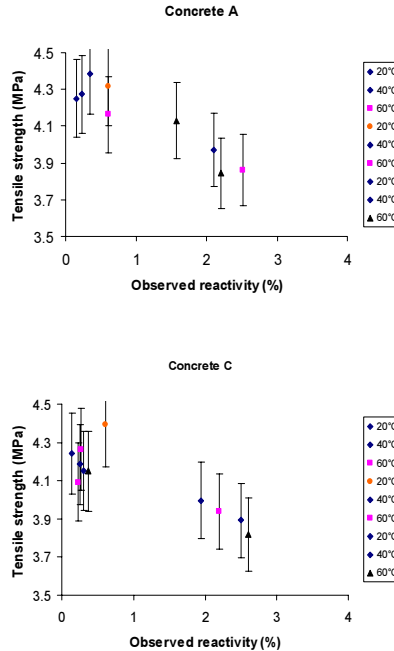 Concrete A
Tensile strength (MPa)
4.5
4.3
4.1
3.9
3.7
3.5
0 1 2 3 4
Observed reactivity (%)
20°C
40°C
60°C
20°C
40°C
60°C
20°C
40°C
60°C
Concrete C
Tensile strength (MPa)
4.5
4.3
4.1
3.9
3.7
3.5
0 1 2 3 4
Observed reactivity (%)
20°C
40°C
60°C
20°C
40°C
60°C
20°C
40°C
60°C